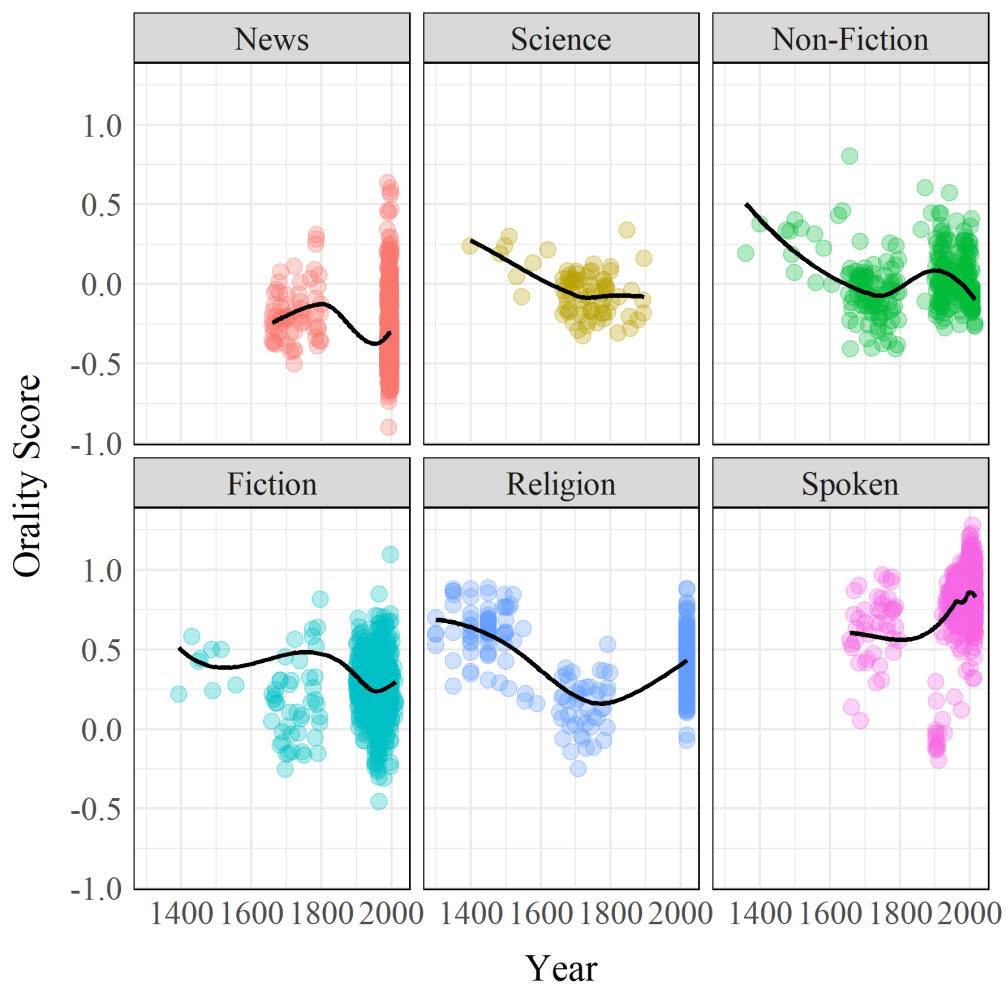 News Science Non-Fiction
1.0
0.5
0.0
-0.5
-1.0
Orality Score
Fiction Religion Spoken
1.0
0.5
0.0
-0.5
-1.0
1400 1600 1800 2000 1400 1600 1800 2000 1400 1600 1800 2000
Year